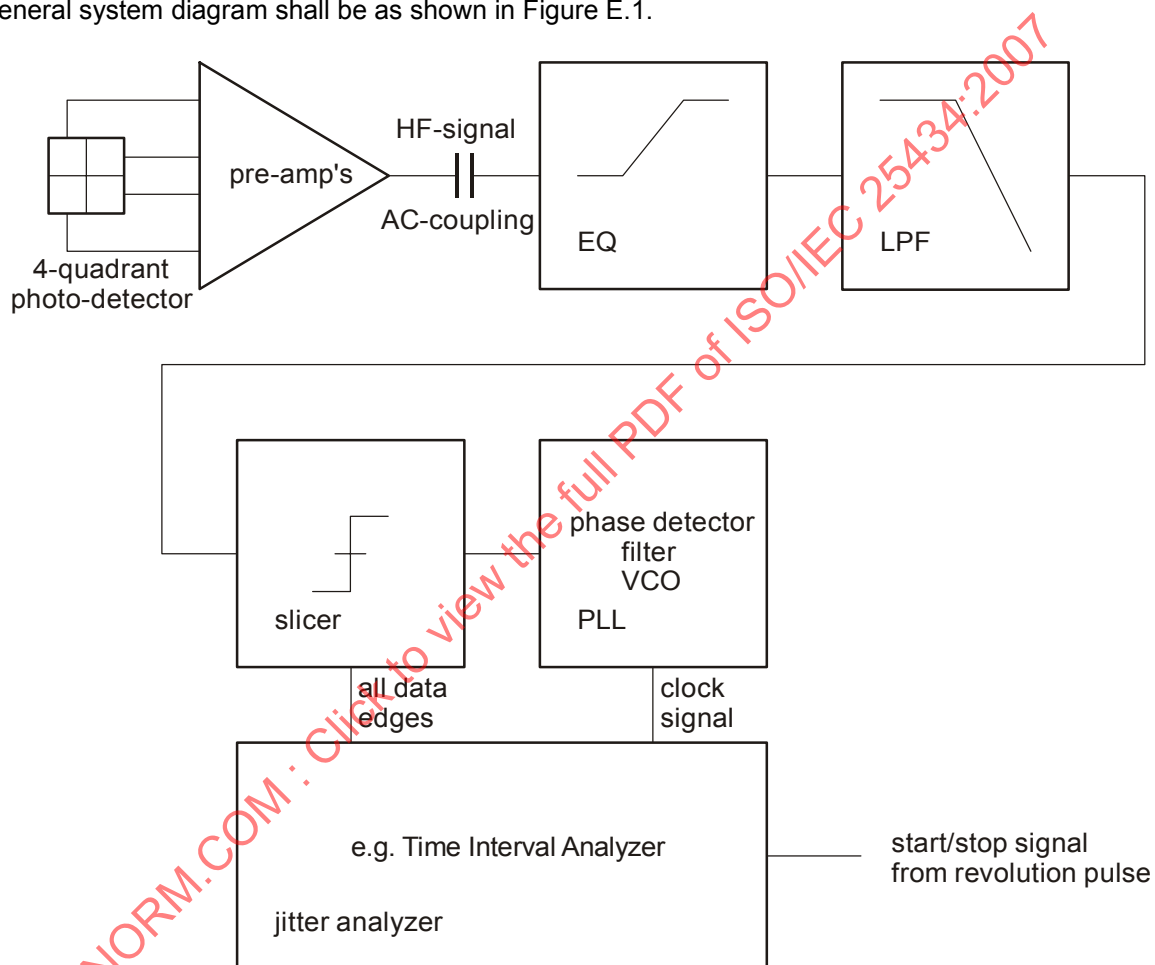 eneral system diagram shall be as shown in Figure E.1.
HF-signal
pre-amp's
AC-coupling
EQ
LPF
4-quadrant
photo-detector
phase detector
filter
VCO
slicer
PLL
all data
edges
clock
signal
e.g. Time Interval Analyzer
start/stop signal
from revolution pulse
jitter analyzer
NORM.COM : Click to view the full PDF of ISO/IEC 25434:2007